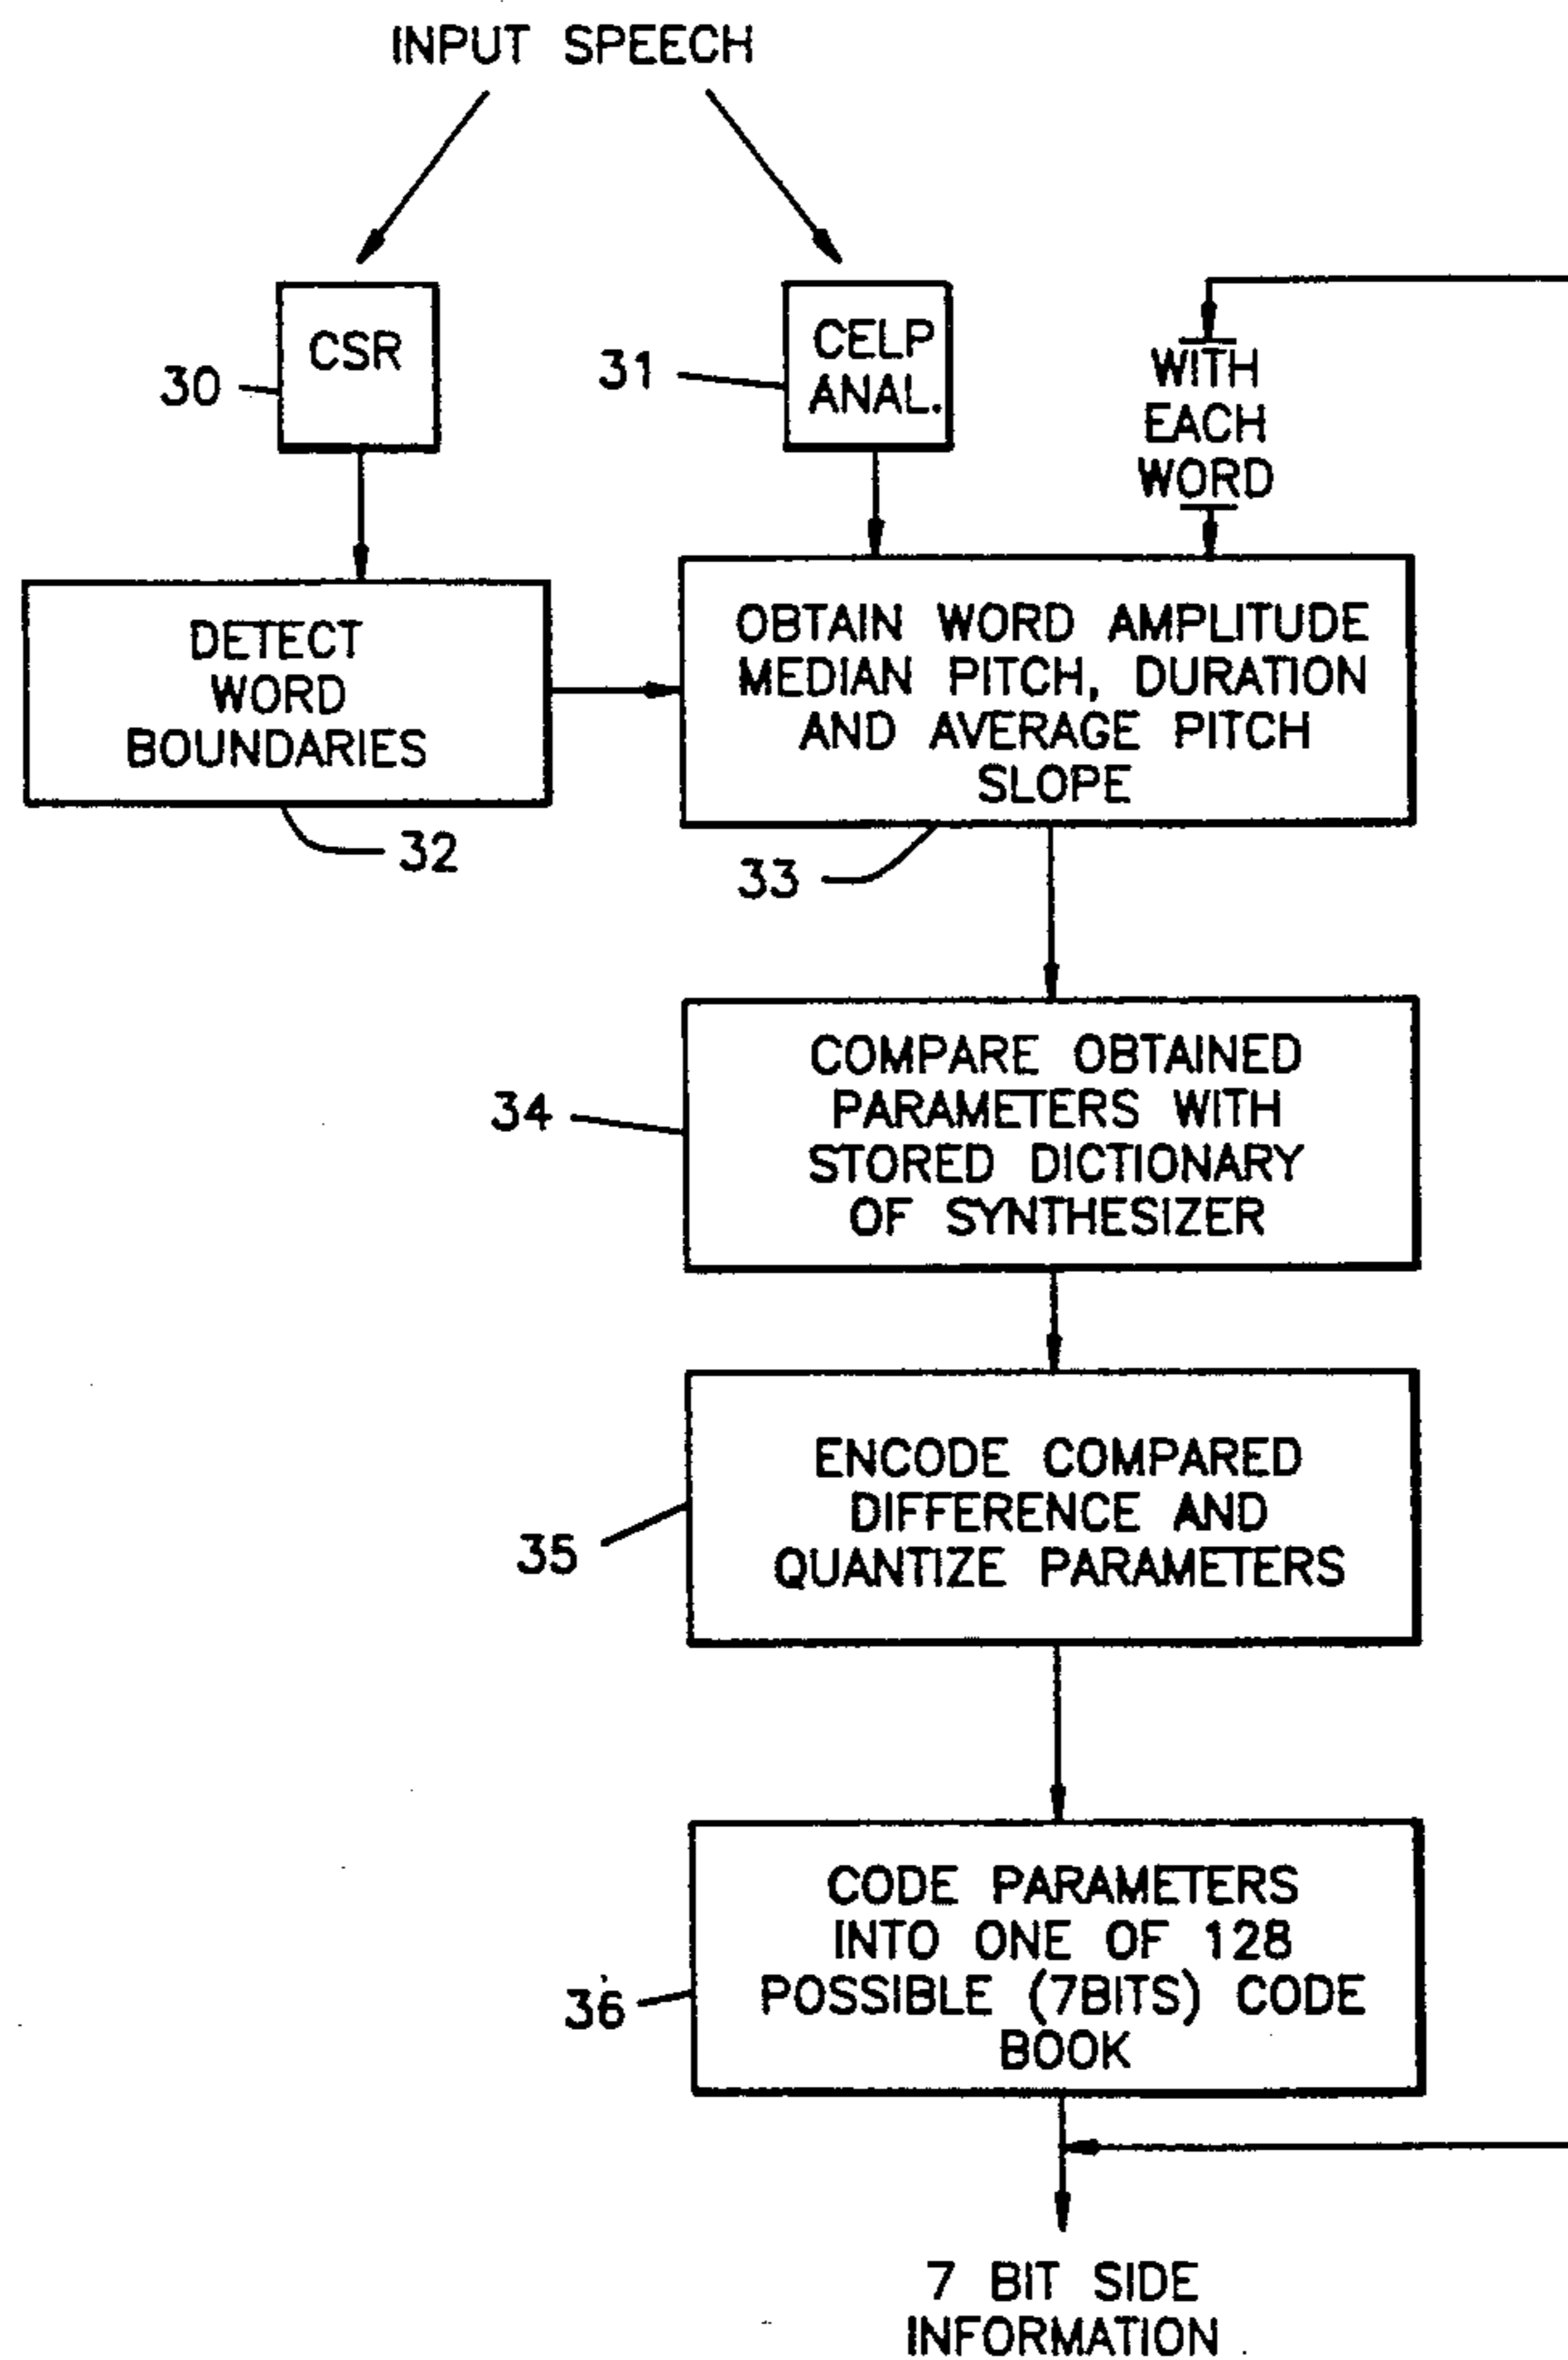 INPUT SPEECH
CSR
30
CELP
ANAL.
31
WITH
EACH
WORD
DETECT
WORD
BOUNDARIES
32
OBTAIN WORD AMPLITUDE
MEDIAN PITCH, DURATION
AND AVERAGE PITCH
SLOPE
33
COMPARE OBTAINED
PARAMETERS WITH
STORED DICTIONARY
OF SYNTHESIZER
34
ENCODE COMPARED
DIFFERENCE AND
QUANTIZE PARAMETERS
35
CODE PARAMETERS
INTO ONE OF 128
POSSIBLE (7BITS) CODE
BOOK
36
7 BIT SIDE
INFORMATION